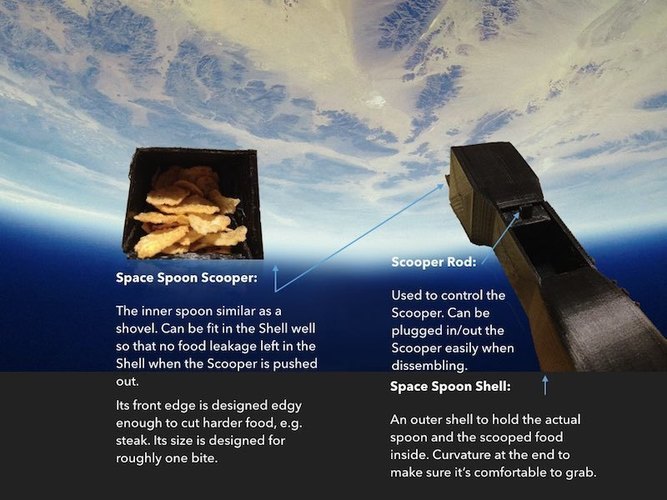 Space Spoon Scooper:
The inner spoon similar as a
shovel. Can be fit in the Shell well
so that no food leakage left in the
Shell when the Scooper is pushed
out.
Its front edge is designed edgy
enough to cut harder food, e.g.
steak. Its size is designed for
roughly one bite.
Scooper Rod:
Used to control the
Scooper. Can be
plugged in/out the
Scooper easily when
dissembling.
Space Spoon Shell:
An outer shell to hold the actual
spoon and the scooped food
inside. Curvature at the end to
make sure it’s comfortable to grab.